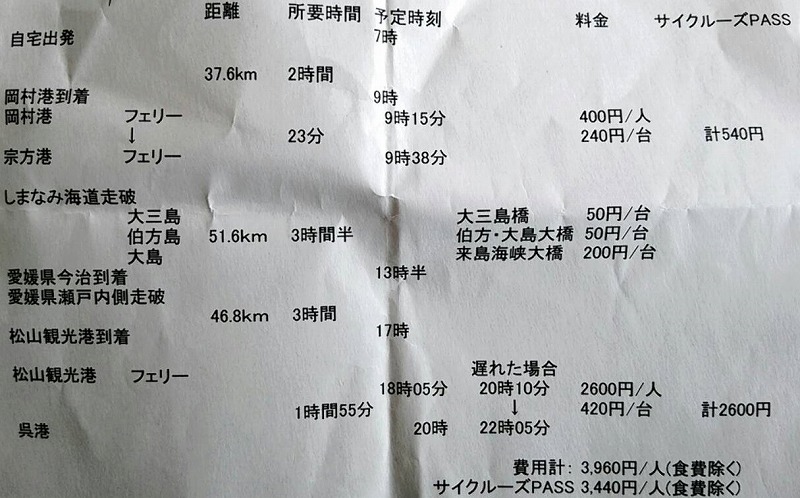 距離 所要時間 予定時刻 料金 サイクルーズPASS
自宅出発 7時
37.6km 2時間
岡村港到着 9時
岡村港 フェリー 9時15分 400円/人
↓ 23分 240円/台 計540円
宗方港 フェリー 9時38分
しまなみ海道走破
大三島 大三島橋 50円/台
伯方島 51.6km 3時間半 伯方・大島大橋 50円/台
大島 来島海峡大橋 200円/台
愛媛県今治到着 13時半
愛媛県瀬戸内側走破
46.8km 3時間
松山観光港到着 17時
遅れた場合
松山観光港 フェリー 18時05分 20時10分 2600円/人
1時間55分 ↓ 420円/台 計2600円
呉港 20時 22時05分
費用計: 3,960円/人(食費除く)
サイクルーズPASS 3,440円/人(食費除く)